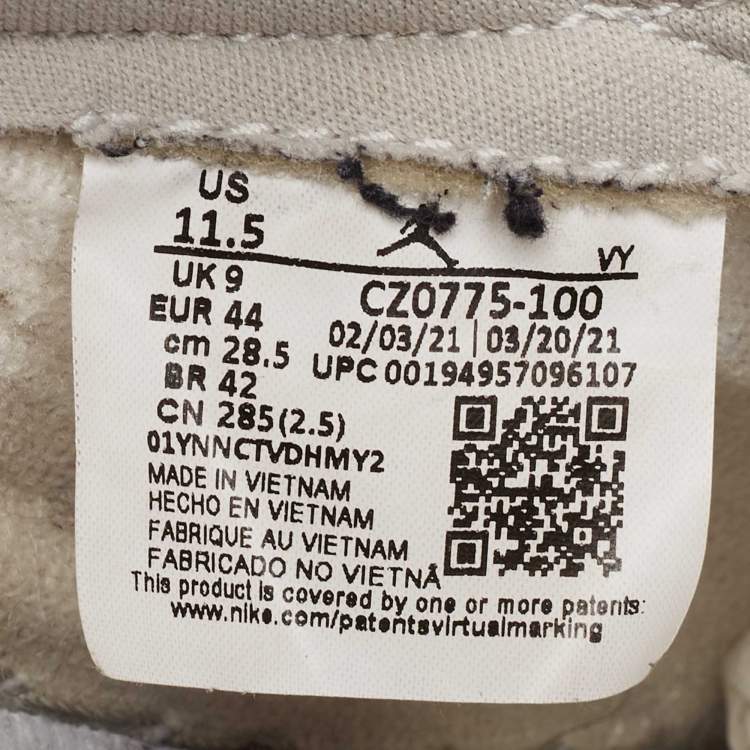 US
11.5
VY
UK 9
EUR 44
cm 28.5
BR 42
CN 285(2.5)
CZ0775-100
02/03/21 | 03/20/21
UPC 00194957096107
01YNNCTVDHMY2
MADE IN VIETNAM
HECHO EN VIETNAM
FABRIQUE AU VIETNAM
FABRICADO NO VIETNÃ
This product is covered by one or more patents:
www.nike.com/patentsvirtualmarking